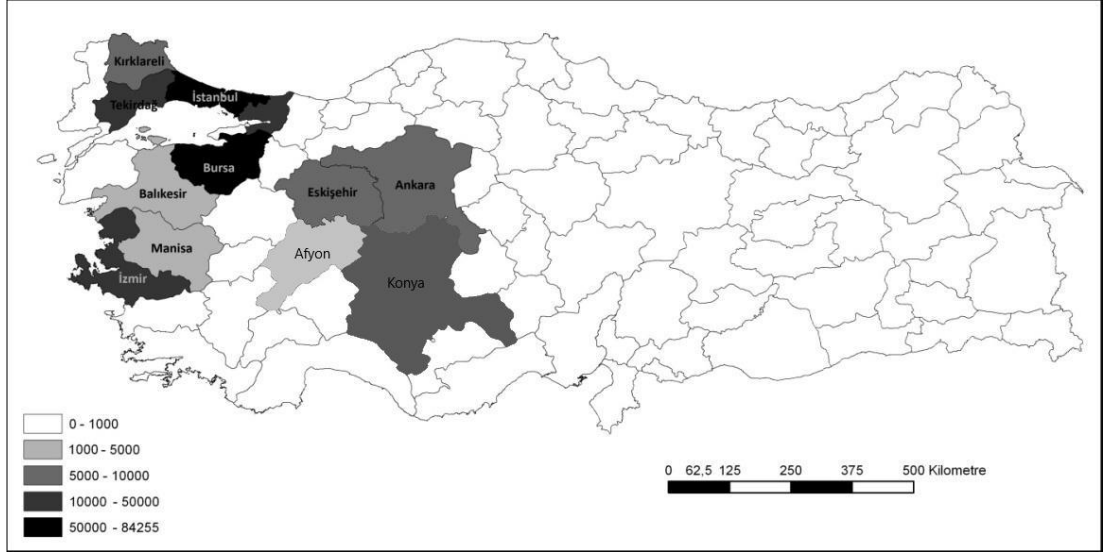 Kırklareli
Tekirdağ
İstanbul
Bursa
Balıkesir
Eskişehir
Ankara
Manisa
Afyon
İzmir
Konya
0 - 1000
1000 - 5000
5000 - 10000
10000 - 50000
50000 - 84255
0 62,5 125 250 375 500 Kilometre